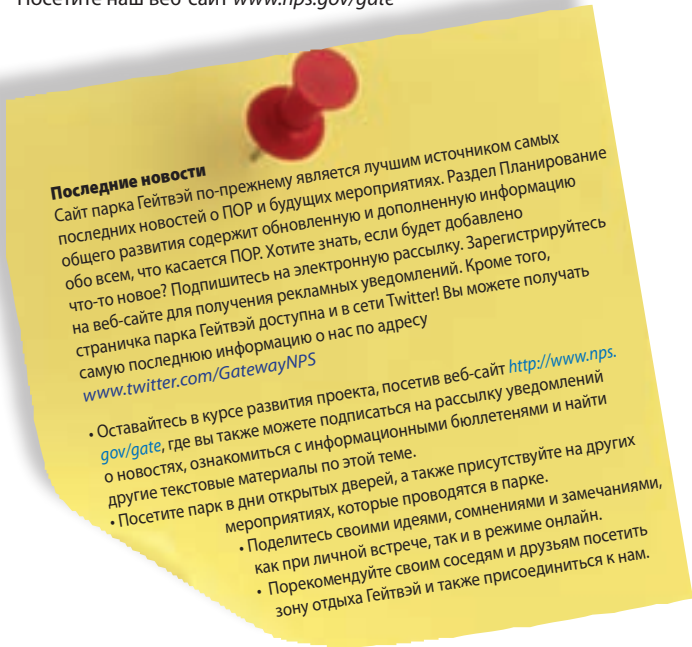 Посетите наш веб-сайт www.nps.gov/gate
Последние новости
Сайт парка Гейтвэй по-прежнему является лучшим источником самых
последних новостей о ПОР и будущих мероприятиях. Раздел Планирование
общего развития содержит обновленную и дополненную информацию
обо всем, что касается ПОР. Хотите знать, если будет добавлено
что-то новое? Подпишитесь на электронную рассылку. Зарегистрируйтесь
на веб-сайте для получения рекламных уведомлений. Кроме того,
страничка парка Гейтвэй доступна и в сети Twitter! Вы можете получать
самую последнюю информацию о нас по адресу
www.twitter.com/GatewayNPS
• Оставайтесь в курсе развития проекта, посетив веб-сайт http://www.nps.
gov/gate, где вы также можете подписаться на рассылку уведомлений
о новостях, ознакомиться с информационными бюллетенями и найти
другие текстовые материалы по этой теме.
• Посетите парк в дни открытых дверей, а также присутствуйте на других
мероприятиях, которые проводятся в парке.
• Поделитесь своими идеями, сомнениями и замечаниями,
как при личной встрече, так и в режиме онлайн.
• Порекомендуйте своим соседям и друзьям посетить
зону отдыха Гейтвэй и также присоединиться к нам.